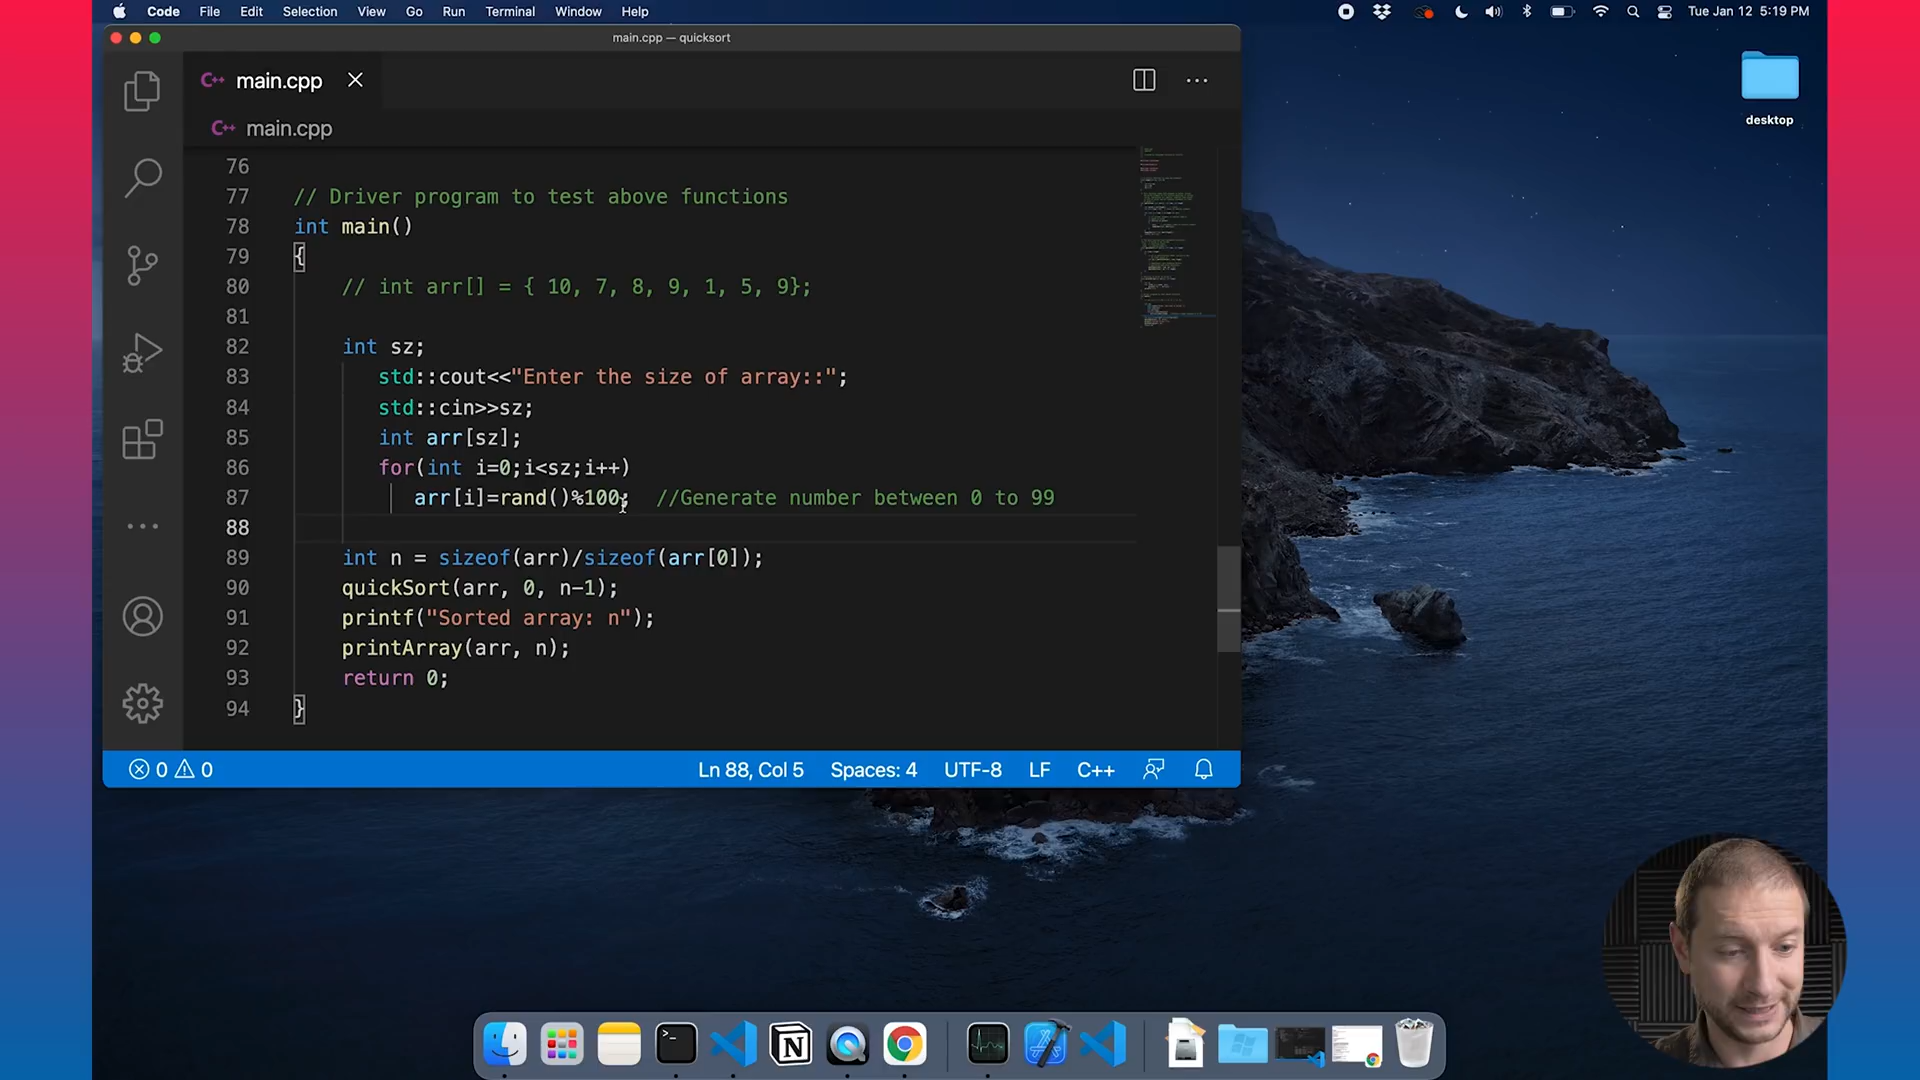 Code File Edit Selection View Go Run Terminal Window Help
Tue Jan 12 5:19 PM
main.cpp — quicksort
main.cpp
main.cpp
desktop
76
77 // Driver program to test above functions
78 int main()
79 {
80 // int arr[] = { 10, 7, 8, 9, 1, 5, 9};
81
82 int sz;
83 std::cout<<"Enter the size of array::";
84 std::cin>>sz;
85 int arr[sz];
86 for(int i=0;i<sz;i++)
87 arr[i]=rand()%100; //Generate number between 0 to 99
88
89 int n = sizeof(arr)/sizeof(arr[0]);
90 quickSort(arr, 0, n-1);
91 printf("Sorted array: n");
92 printArray(arr, n);
93 return 0;
94 }
0 0 Ln 88, Col 5 Spaces: 4 UTF-8 LF C++